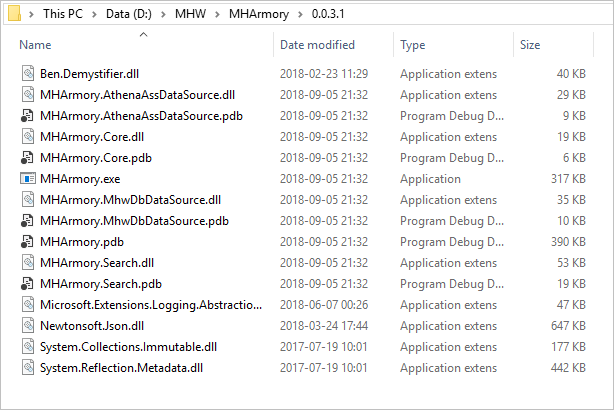 This PC > Data (D:) > MHW > MHArmory > 0.0.3.1
Name Date modified Type Size
Ben.Demystifier.dll 2018-02-23 11:29 Application extens 40 KB
MHArmory.AthenaAssDataSource.dll 2018-09-05 21:32 Application extens 29 KB
MHArmory.AthenaAssDataSource.pdb 2018-09-05 21:32 Program Debug D... 9 KB
MHArmory.Core.dll 2018-09-05 21:32 Application extens 19 KB
MHArmory.Core.pdb 2018-09-05 21:32 Program Debug D... 6 KB
MHArmory.exe 2018-09-05 21:32 Application 317 KB
MHArmory.MhwDbDataSource.dll 2018-09-05 21:32 Application extens 35 KB
MHArmory.MhwDbDataSource.pdb 2018-09-05 21:32 Program Debug D... 10 KB
MHArmory.pdb 2018-09-05 21:32 Program Debug D... 390 KB
MHArmory.Search.dll 2018-09-05 21:32 Application extens 53 KB
MHArmory.Search.pdb 2018-09-05 21:32 Program Debug D... 19 KB
Microsoft.Extensions.Logging.Abstractio... 2018-06-07 00:26 Application extens 47 KB
Newtonsoft.Json.dll 2018-03-24 17:44 Application extens 647 KB
System.Collections.Immutable.dll 2017-07-19 10:01 Application extens 177 KB
System.Reflection.Metadata.dll 2017-07-19 10:01 Application extens 442 KB